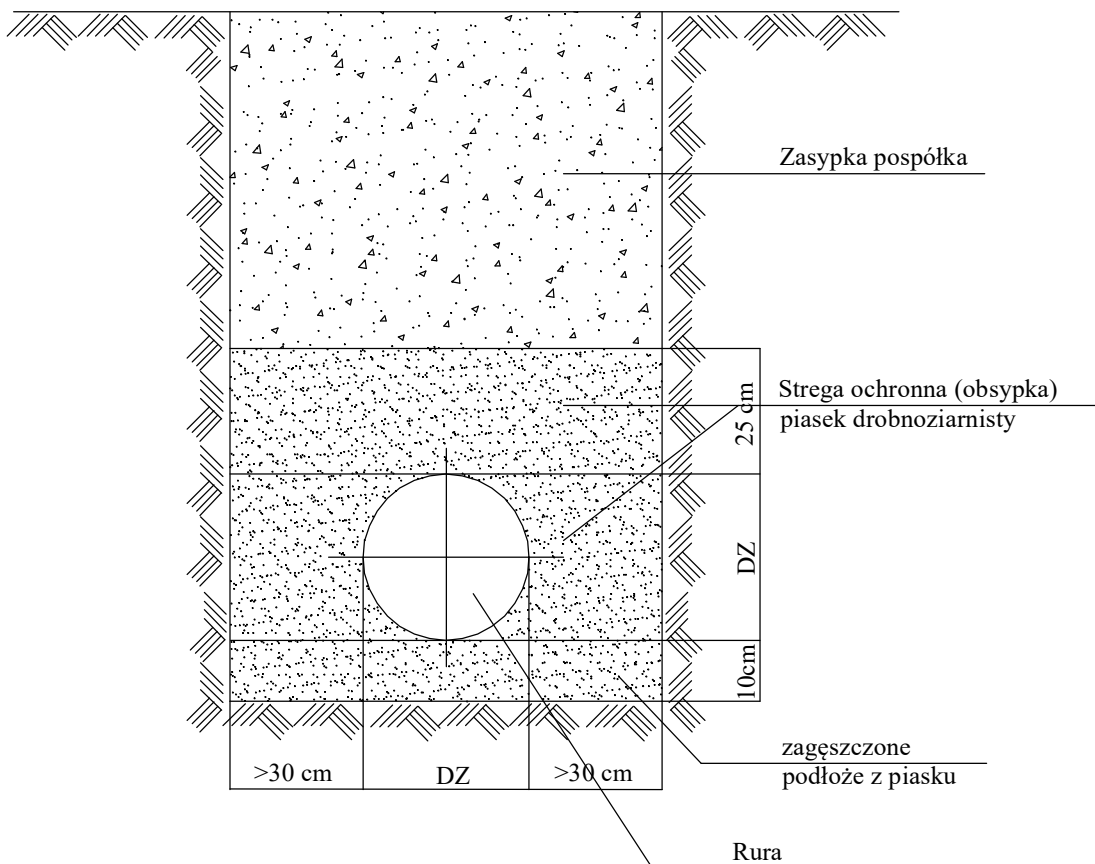 Zasypka pospółka
25 cm
Strega ochronna (obsypka)
piasek drobnoziarnisty
DZ
10cm
zagęszczone
podłoże z piasku
>30 cm
DZ
>30 cm
Rura